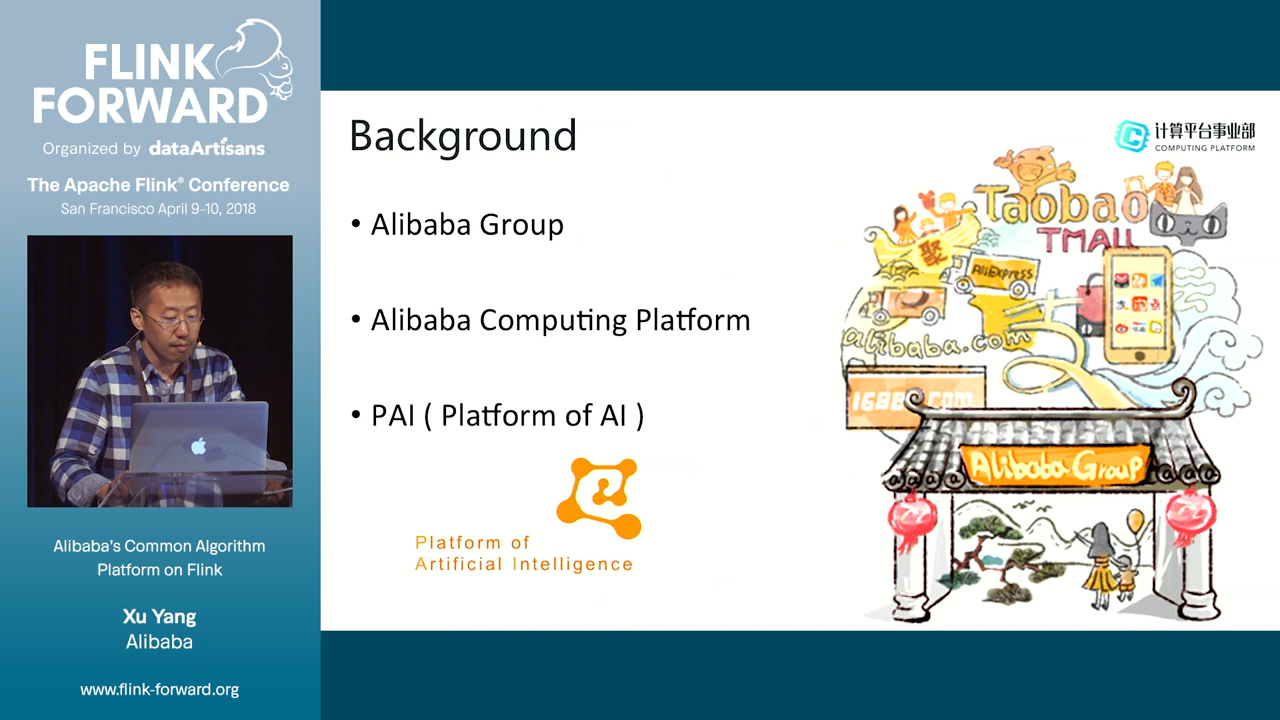 FLINK
FORWARD
Organized by dataArtisans
The Apache Flink® Conference
San Francisco April 9-10, 2018
Alibaba's Common Algorithm
Platform on Flink
Xu Yang
Alibaba
www.flink-forward.org
Background
• Alibaba Group
• Alibaba Computing Platform
• PAI ( Platform of AI )
Platform of
Artificial Intelligence
计算平台事业部
COMPUTING PLATFORM
Taobao
TMALL
聚
AliExpress
云
alibaba.com
支
1688.com
Alibaba Group